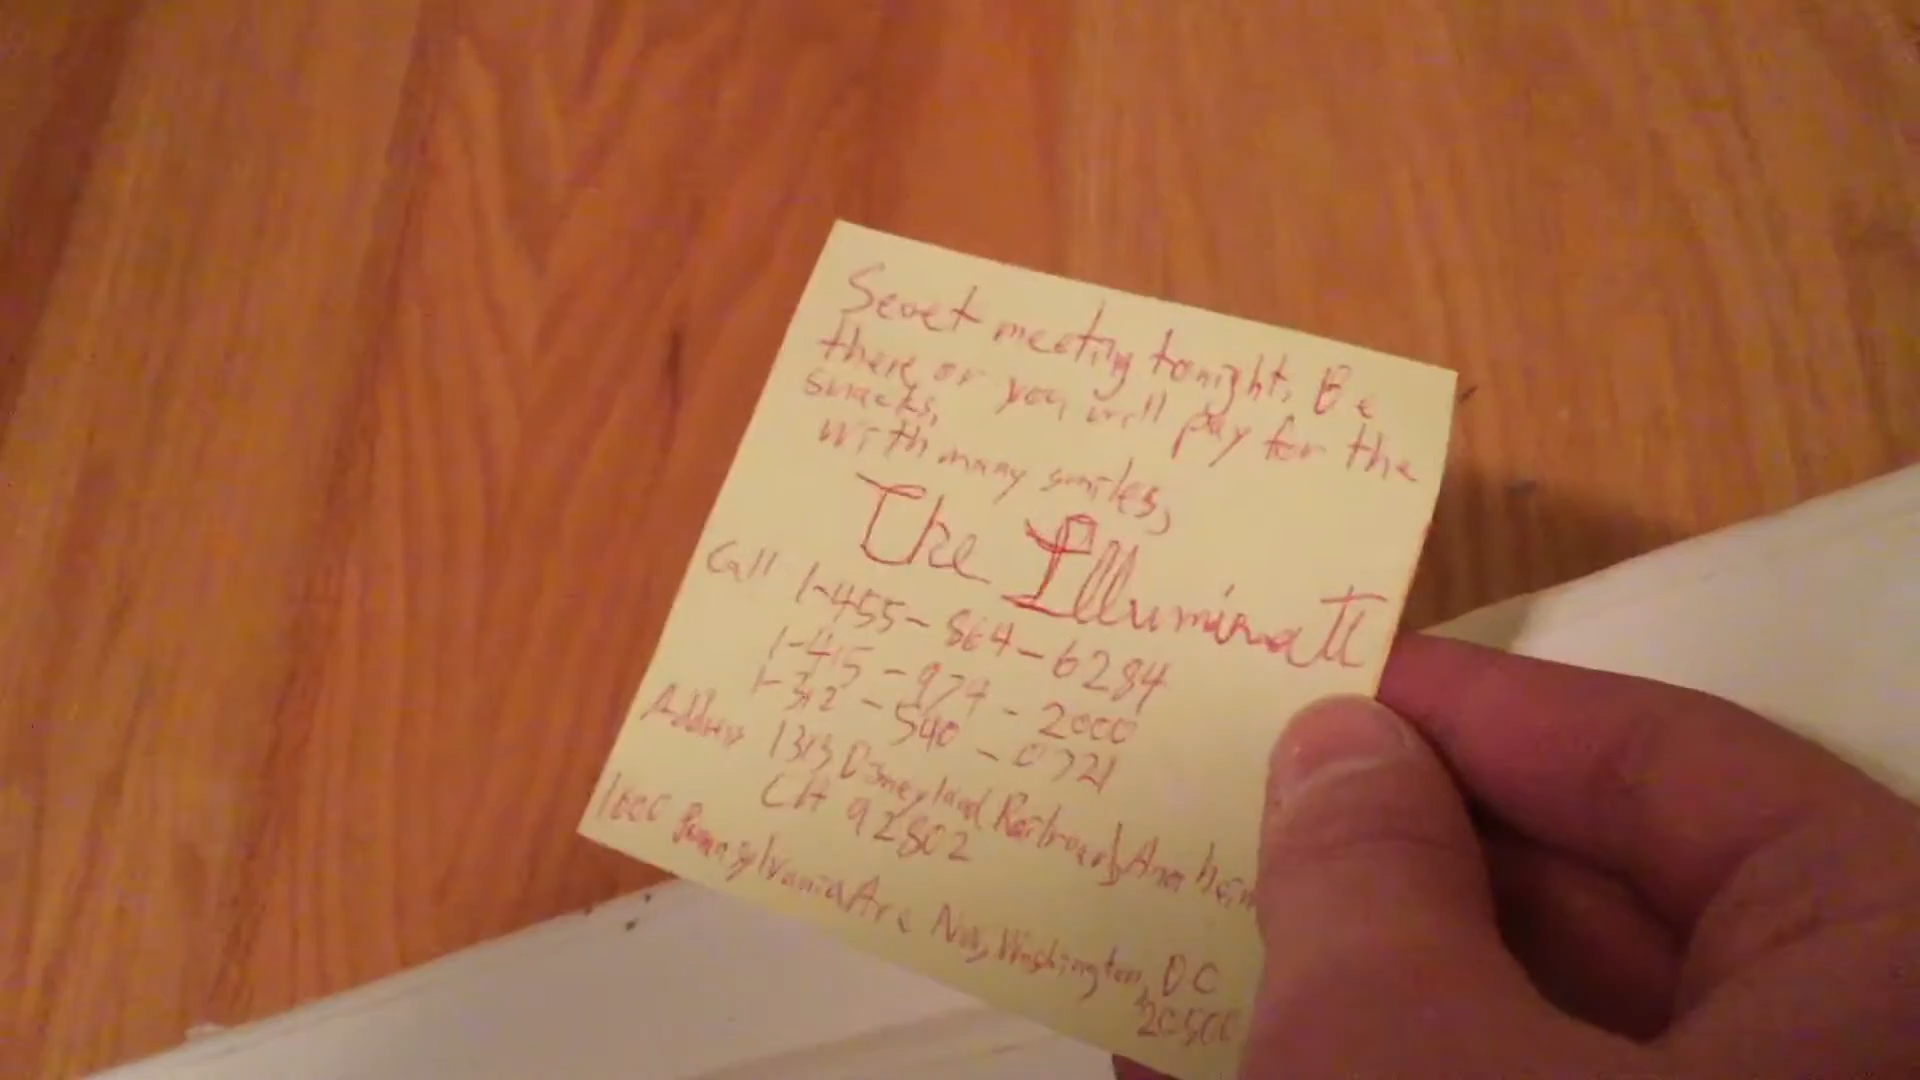 Secret meeting tonight. Be
there or you will pay for the
snacks.
With many smiles,
The Illuminati
Call 1-455-864-6284
1-415-974-2000
1-312-540-0721
Address 1313 Disneyland Railroad, Anaheim
CA 92802
1600 Pennsylvania Ave NW, Washington, DC
20500